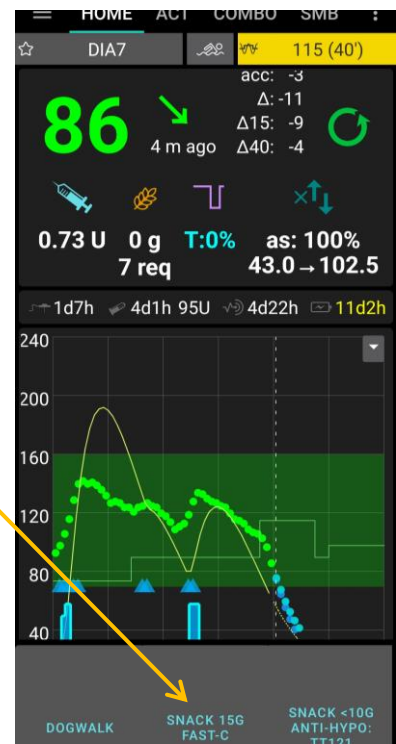 HOME ACT COMBO SMB
DIA7 115 (40')
acc: -3
Δ: -11
86 Δ15: -9
4 m ago Δ40: -4
0.73 U 0 g T:0% as: 100%
7 req 43.0→102.5
1d7h 4d1h 95U 4d22h 11d2h
240
200
160
120
80
40
DOGWALK
SNACK 15G
FAST-C
SNACK <10G
ANTI-HYPO:
TT121